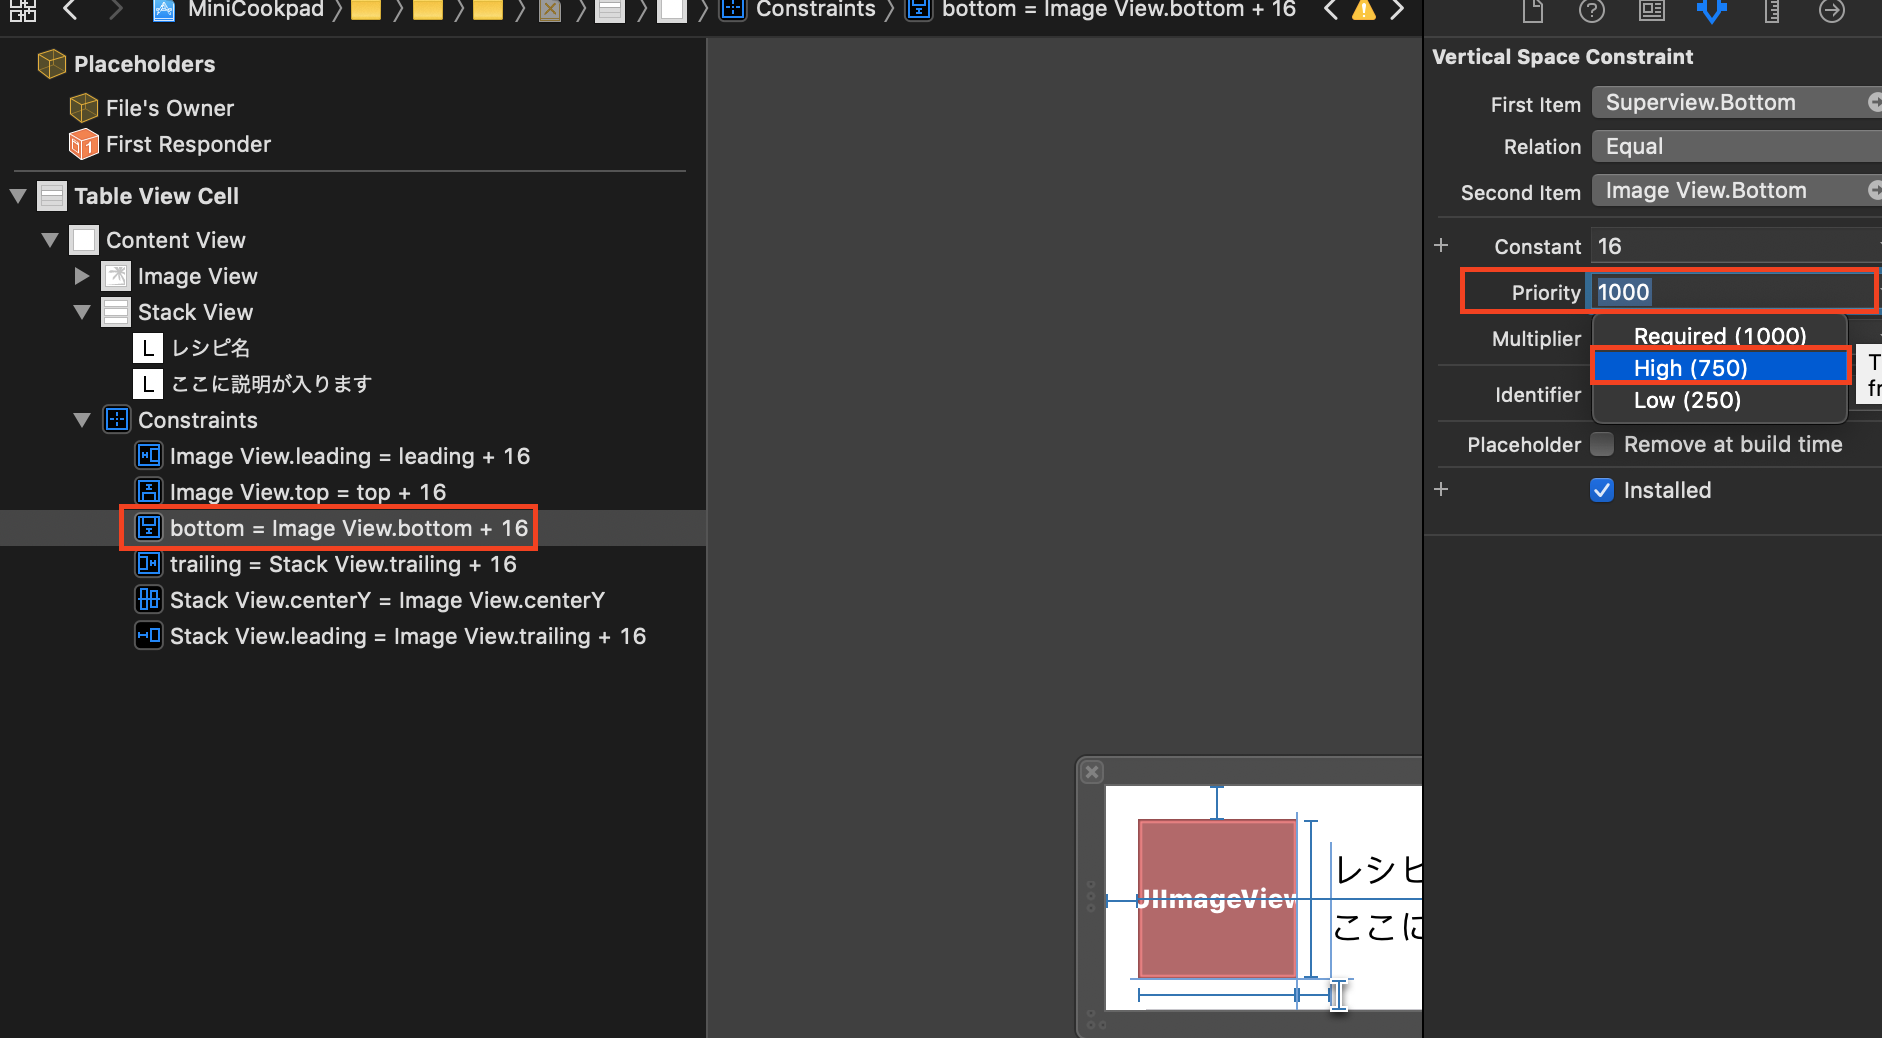 MiniCookpad
Constraints
bottom = Image View.bottom + 16
Placeholders
File's Owner
First Responder
Table View Cell
Content View
Image View
Stack View
L レシピ名
L ここに説明が入ります
Constraints
Image View.leading = leading + 16
Image View.top = top + 16
bottom = Image View.bottom + 16
trailing = Stack View.trailing + 16
Stack View.centerY = Image View.centerY
Stack View.leading = Image View.trailing + 16
UIImageView
レシピ
ここに
Vertical Space Constraint
First Item Superview.Bottom
Relation Equal
Second Item Image View.Bottom
Constant 16
Priority 1000
Multiplier
Required (1000)
High (750)
Low (250)
Identifier
Placeholder Remove at build time
Installed